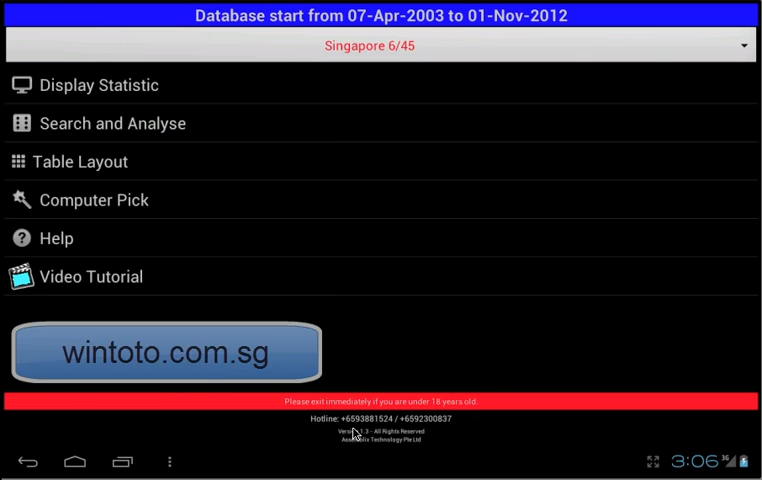 Database start from 07-Apr-2003 to 01-Nov-2012
Singapore 6/45
Display Statistic
Search and Analyse
Table Layout
Computer Pick
Help
Video Tutorial
wintoto.com.sg
Please exit immediately if you are under 18 years old.
Hotline: +6593881524 / +6592300837
1.3 - All Rights Reserved
Technology Pte Ltd
3:06
3G